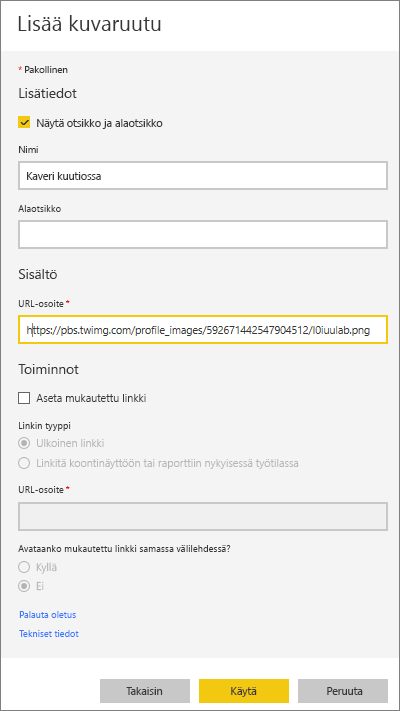 Lisää kuvaruutu
* Pakollinen
Lisätiedot
Näytä otsikko ja alaotsikko
Nimi
Kaveri kuutiossa
Alaotsikko
Sisältö
URL-osoite *
https://pbs.twimg.com/profile_images/592671442547904512/I0iuulab.png
Toiminnot
Aseta mukautettu linkki
Linkin tyyppi
Ulkoinen linkki
Linkitä koontinäyttöön tai raporttiin nykyisessä työtilassa
URL-osoite *
Avataanko mukautettu linkki samassa välilehdessä?
Kyllä
Ei
Palauta oletus
Tekniset tiedot
Takaisin
Käytä
Peruuta